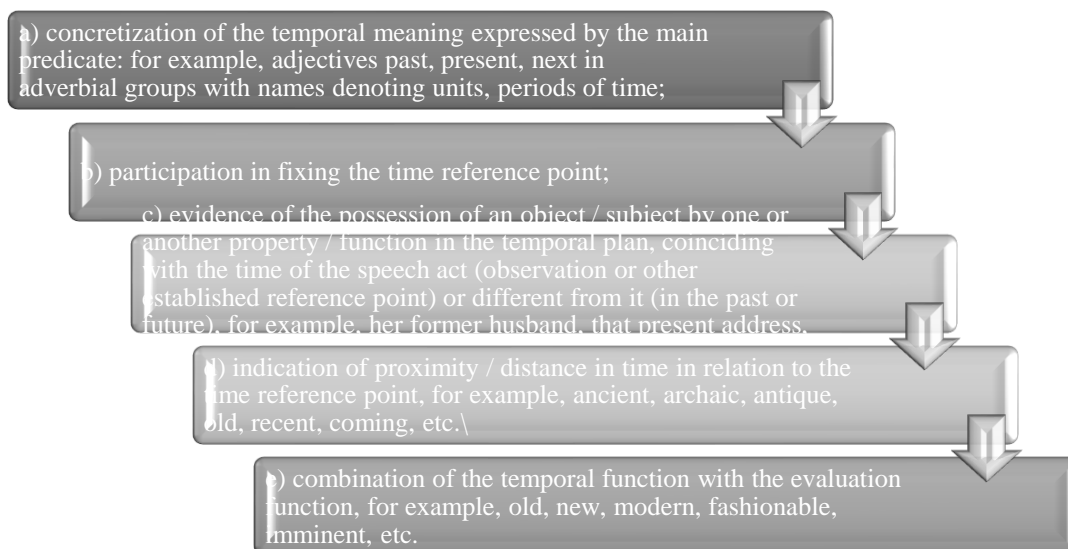 a) concretization of the temporal meaning expressed by the main
predicate: for example, adjectives past, present, next in
adverbial groups with names denoting units, periods of time;
b) participation in fixing the time reference point;
c) evidence of the possession of an object / subject by one or
another property / function in the temporal plan, coinciding
with the time of the speech act (observation or other
established reference point) or different from it (in the past or
future), for example, her former husband, that present address,
d) indication of proximity / distance in time in relation to the
time reference point, for example, ancient, archaic, antique,
old, recent, coming, etc.\
e) combination of the temporal function with the evaluation
function, for example, old, new, modern, fashionable,
imminent, etc.